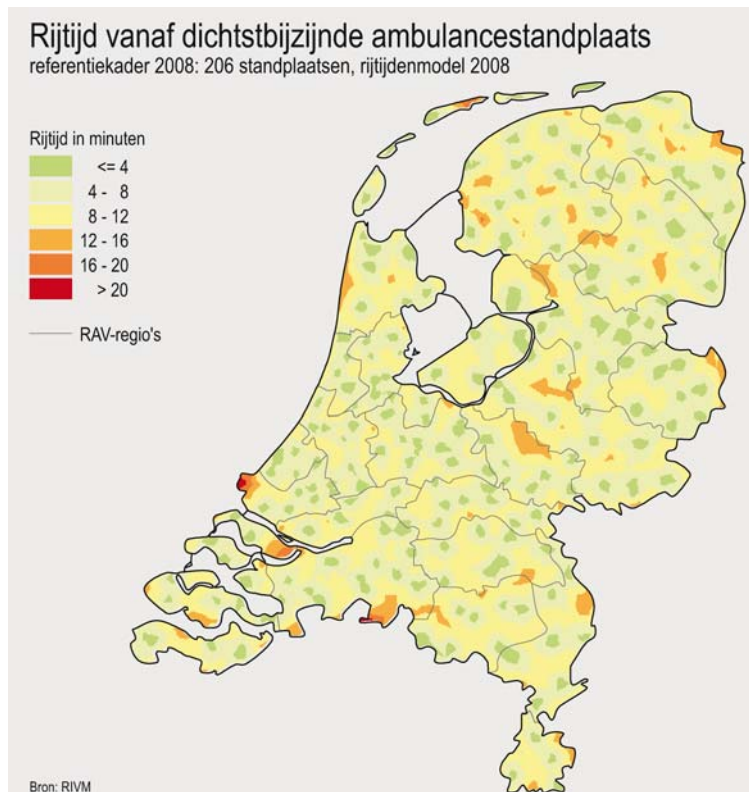 Rijtijd vanaf dichtstbijzijnde ambulancestandplaats
referentiekader 2008: 206 standplaatsen, rijtijdenmodel 2008
Rijtijd in minuten
<= 4
4 - 8
8 - 12
12 - 16
16 - 20
> 20
RAV-regio's
Bron: RIVM